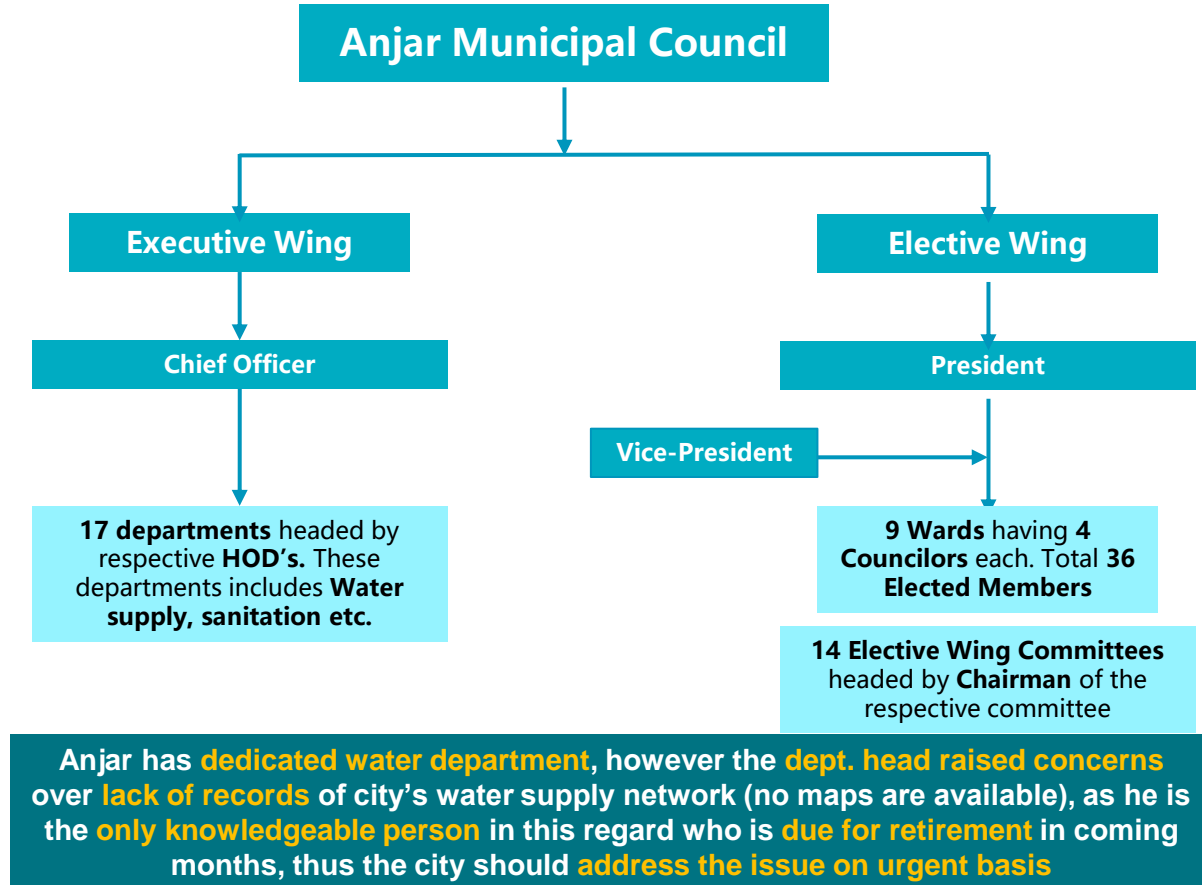 Anjar Municipal Council
Executive Wing
Elective Wing
Chief Officer
President
Vice-President
17 departments headed by
respective HOD's. These
departments includes Water
supply, sanitation etc.
9 Wards having 4
Councilors each. Total 36
Elected Members
14 Elective Wing Committees
headed by Chairman of the
respective committee
Anjar has dedicated water department, however the dept. head raised concerns
over lack of records of city's water supply network (no maps are available), as he is
the only knowledgeable person in this regard who is due for retirement in coming
months, thus the city should address the issue on urgent basis